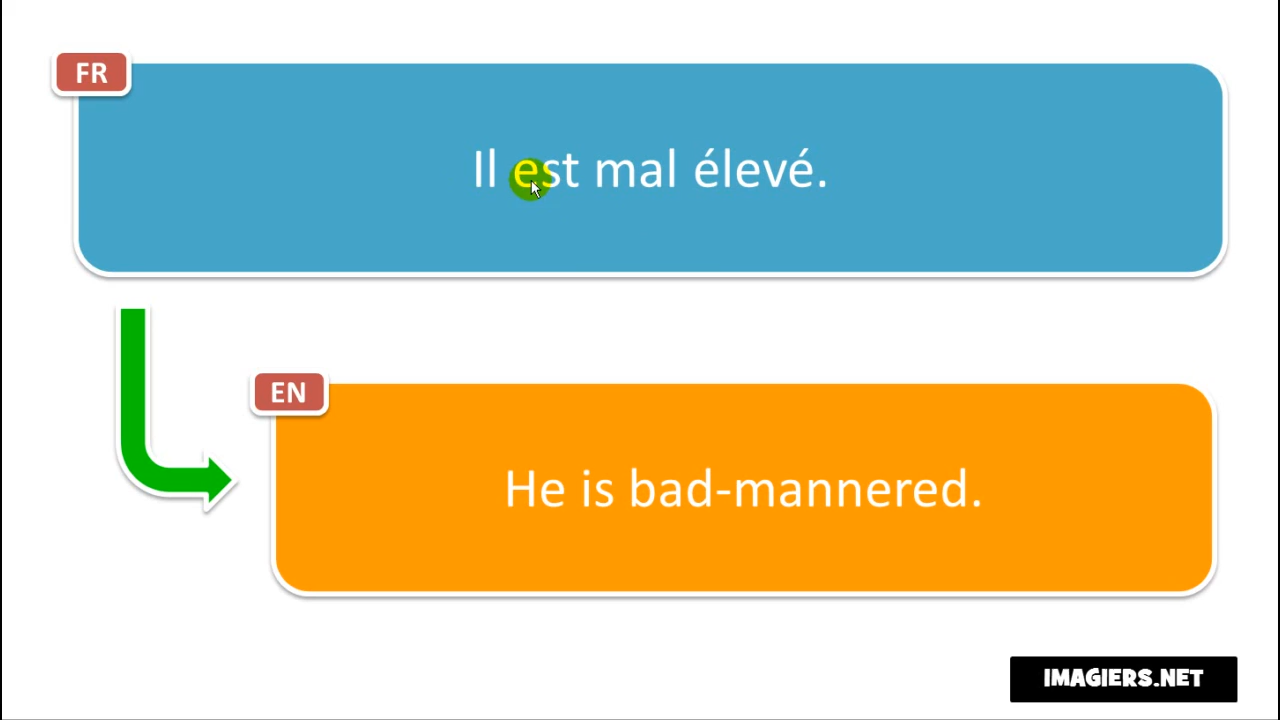 FR
Il est mal élevé.
EN
He is bad-mannered.
IMAGIERS.NET